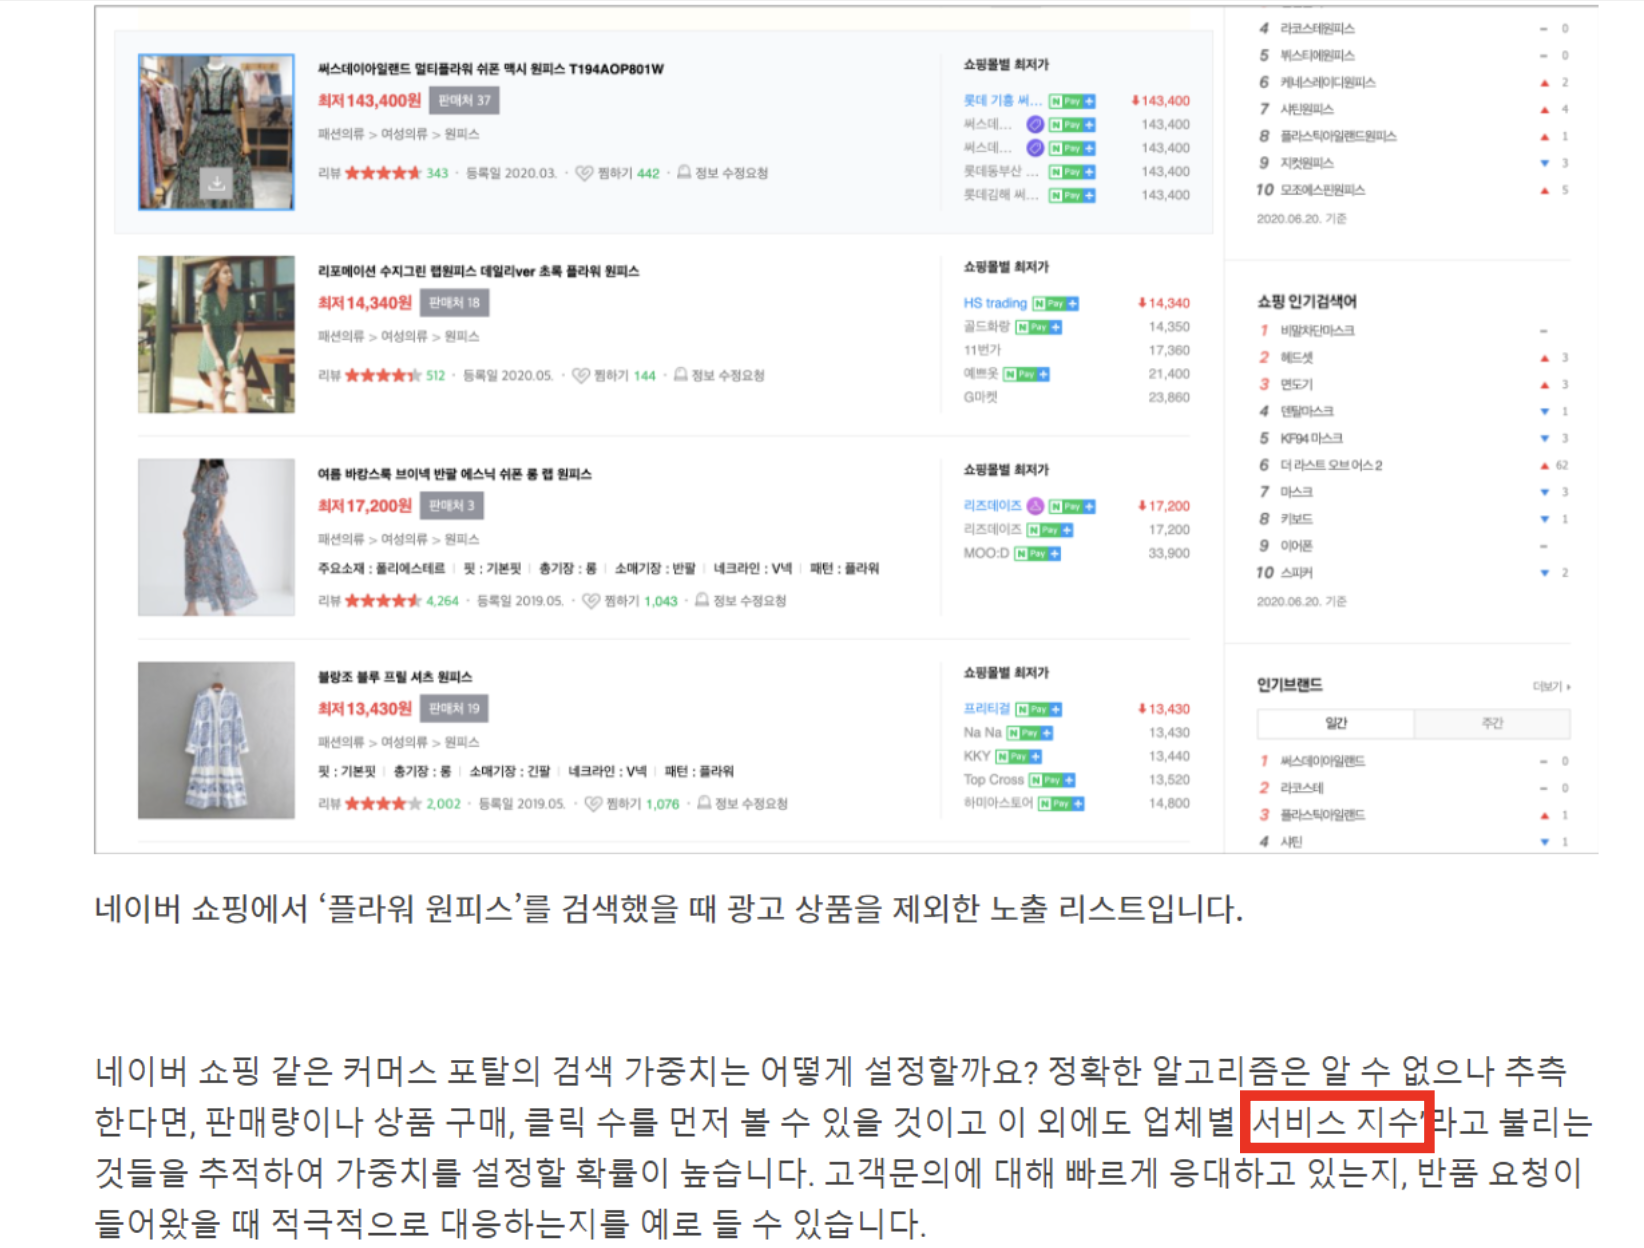 써스데이아일랜드 멀티플라워 쉬폰 맥시 원피스 T194AOP801W
최저143,400원 판매처 37
패션의류 > 여성의류 > 원피스
리뷰 343 · 등록일 2020.03. · 찜하기 442 · 정보 수정요청
쇼핑몰별 최저가
롯데 기흥 써... N Pay + 143,400
써스데... N Pay + 143,400
써스데... N Pay + 143,400
롯데동부산 ... N Pay + 143,400
롯데김해 써... N Pay + 143,400
리포메이션 수지그린 랩원피스 데일리ver 초록 플라워 원피스
최저14,340원 판매처 18
패션의류 > 여성의류 > 원피스
리뷰 512 · 등록일 2020.05. · 찜하기 144 · 정보 수정요청
쇼핑몰별 최저가
HS trading N Pay + 14,340
골드화랑 N Pay + 14,350
11번가 17,360
예쁘옷 N Pay + 21,400
G마켓 23,860
여름 바캉스룩 브이넥 반팔 에스닉 쉬폰 롱 랩 원피스
최저17,200원 판매처 3
패션의류 > 여성의류 > 원피스
주요소재 : 폴리에스테르 | 핏 : 기본핏 | 총기장 : 롱 | 소매기장 : 반팔 | 네크라인 : V넥 | 패턴 : 플라워
리뷰 4,264 · 등록일 2019.05. · 찜하기 1,043 · 정보 수정요청
쇼핑몰별 최저가
리즈데이즈 N Pay + 17,200
리즈데이즈 N Pay + 17,200
MOO:D N Pay + 33,900
블랑조 블루 프릴 셔츠 원피스
최저13,430원 판매처 19
패션의류 > 여성의류 > 원피스
핏 : 기본핏 | 총기장 : 롱 | 소매기장 : 긴팔 | 네크라인 : V넥 | 패턴 : 플라워
리뷰 2,002 · 등록일 2019.05. · 찜하기 1,076 · 정보 수정요청
쇼핑몰별 최저가
프리티걸 N Pay + 13,430
Na Na N Pay + 13,430
KKY N Pay + 13,440
Top Cross N Pay + 13,520
하미아스토어 N Pay + 14,800
4 라코스테원피스 – 0
5 뷔스티에원피스 – 0
6 케네스레이디원피스 ▲ 2
7 샤틴원피스 ▲ 4
8 플라스틱아일랜드원피스 ▲ 1
9 지컷원피스 ▼ 3
10 모조에스핀원피스 ▲ 5
2020.06.20. 기준
쇼핑 인기검색어
1 비말차단마스크 –
2 헤드셋 ▲ 3
3 면도기 ▲ 3
4 덴탈마스크 ▼ 1
5 KF94마스크 ▼ 3
6 더 라스트 오브 어스 2 ▲ 62
7 마스크 ▼ 3
8 키보드 ▼ 1
9 이어폰 –
10 스피커 ▼ 2
2020.06.20. 기준
인기브랜드 더보기
일간 주간
1 써스데이아일랜드 – 0
2 라코스테 – 0
3 플라스틱아일랜드 ▲ 1
4 샤틴 ▼ 1
네이버 쇼핑에서 ‘플라워 원피스’를 검색했을 때 광고 상품을 제외한 노출 리스트입니다.
네이버 쇼핑 같은 커머스 포탈의 검색 가중치는 어떻게 설정할까요? 정확한 알고리즘은 알 수 없으나 추측
한다면, 판매량이나 상품 구매, 클릭 수를 먼저 볼 수 있을 것이고 이 외에도 업체별 서비스 지수’라고 불리는
것들을 추적하여 가중치를 설정할 확률이 높습니다. 고객문의에 대해 빠르게 응대하고 있는지, 반품 요청이
들어왔을 때 적극적으로 대응하는지를 예로 들 수 있습니다.